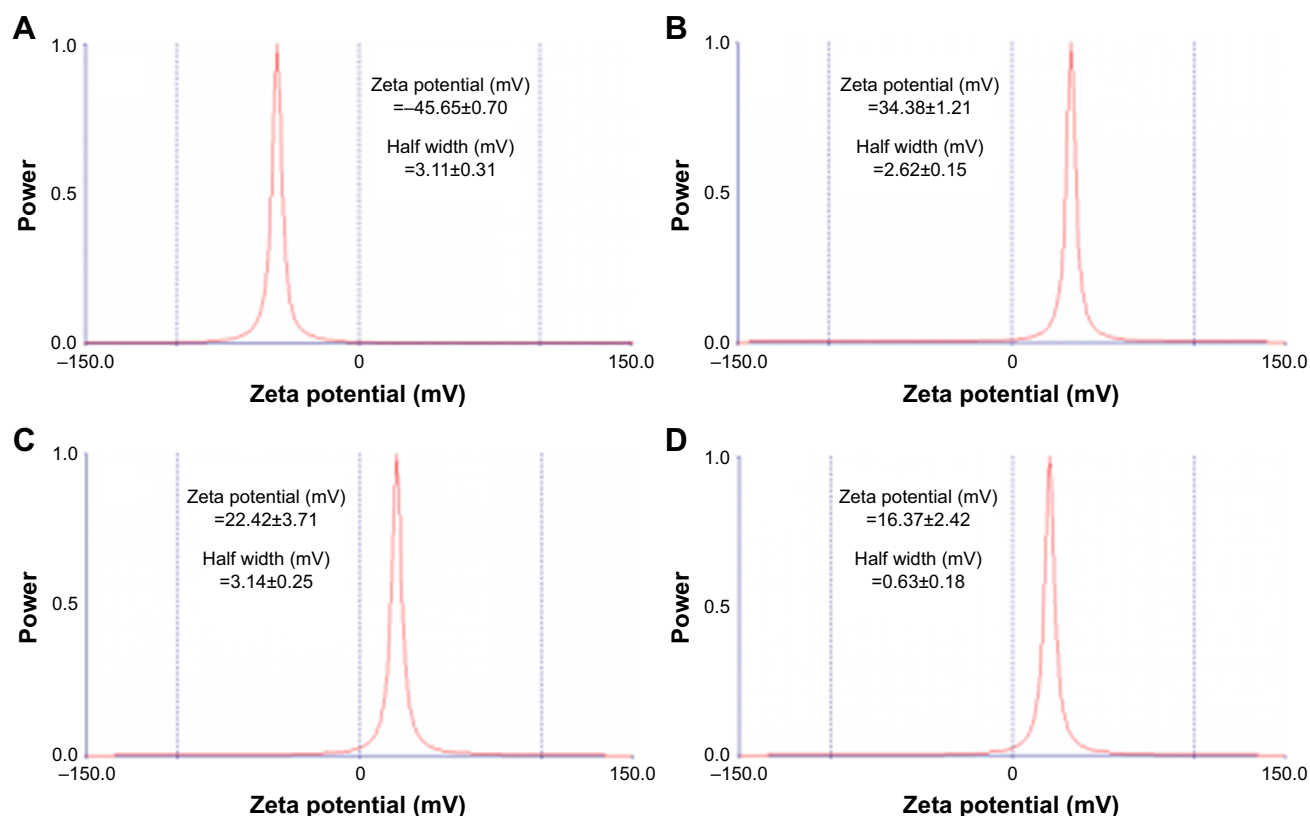 A
1.0
Zeta potential (mV)
=–45.65±0.70
Half width (mV)
=3.11±0.31
0.5
Power
0.0
–150.0
0
150.0
Zeta potential (mV)
B
1.0
Zeta potential (mV)
=34.38±1.21
Half width (mV)
=2.62±0.15
0.5
Power
0.0
–150.0
0
150.0
Zeta potential (mV)
C
1.0
Zeta potential (mV)
=22.42±3.71
Half width (mV)
=3.14±0.25
0.5
Power
0.0
–150.0
0
150.0
Zeta potential (mV)
D
1.0
Zeta potential (mV)
=16.37±2.42
Half width (mV)
=0.63±0.18
0.5
Power
0.0
–150.0
0
150.0
Zeta potential (mV)